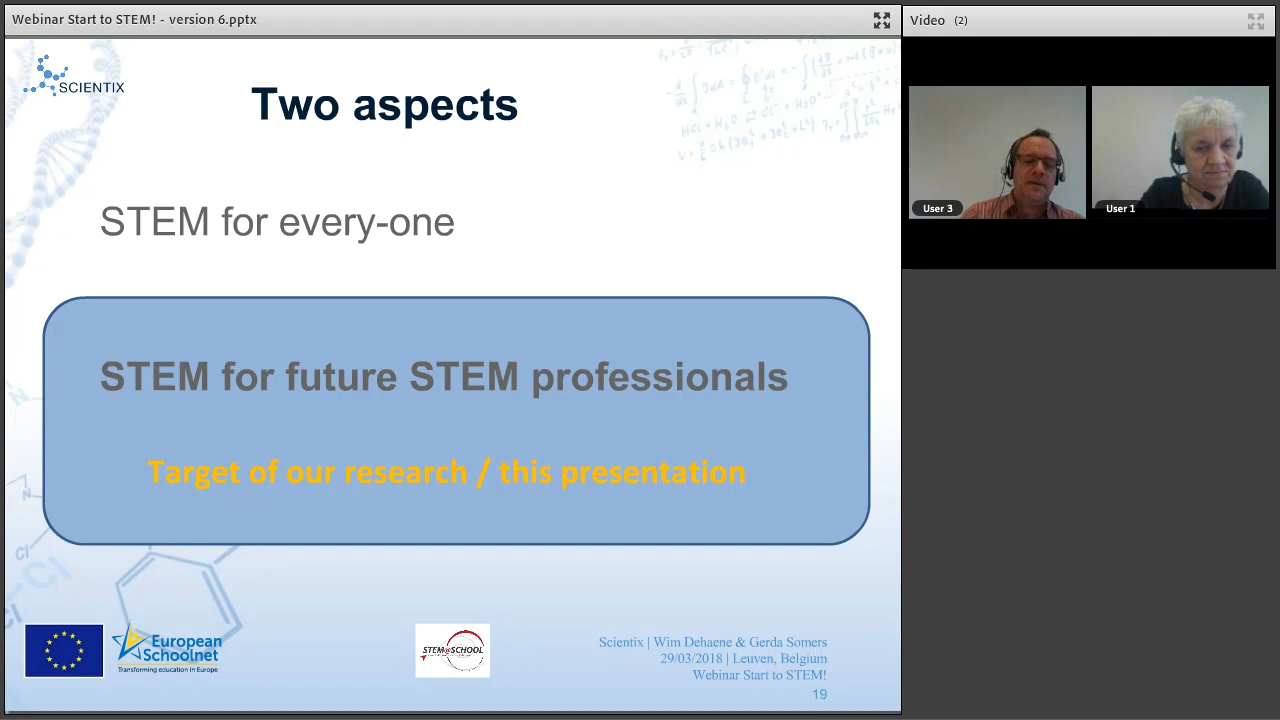 Webinar Start to STEM! - version 6.pptx
Video (2)
SCIENTIX
Two aspects
STEM for every-one
STEM for future STEM professionals
Target of our research / this presentation
User 3
User 1
European
Schoolnet
Transforming education in Europe
STEM@SCHOOL
Scientix | Wim Dehaene & Gerda Somers
29/03/2018 | Leuven, Belgium
Webinar Start to STEM!
19